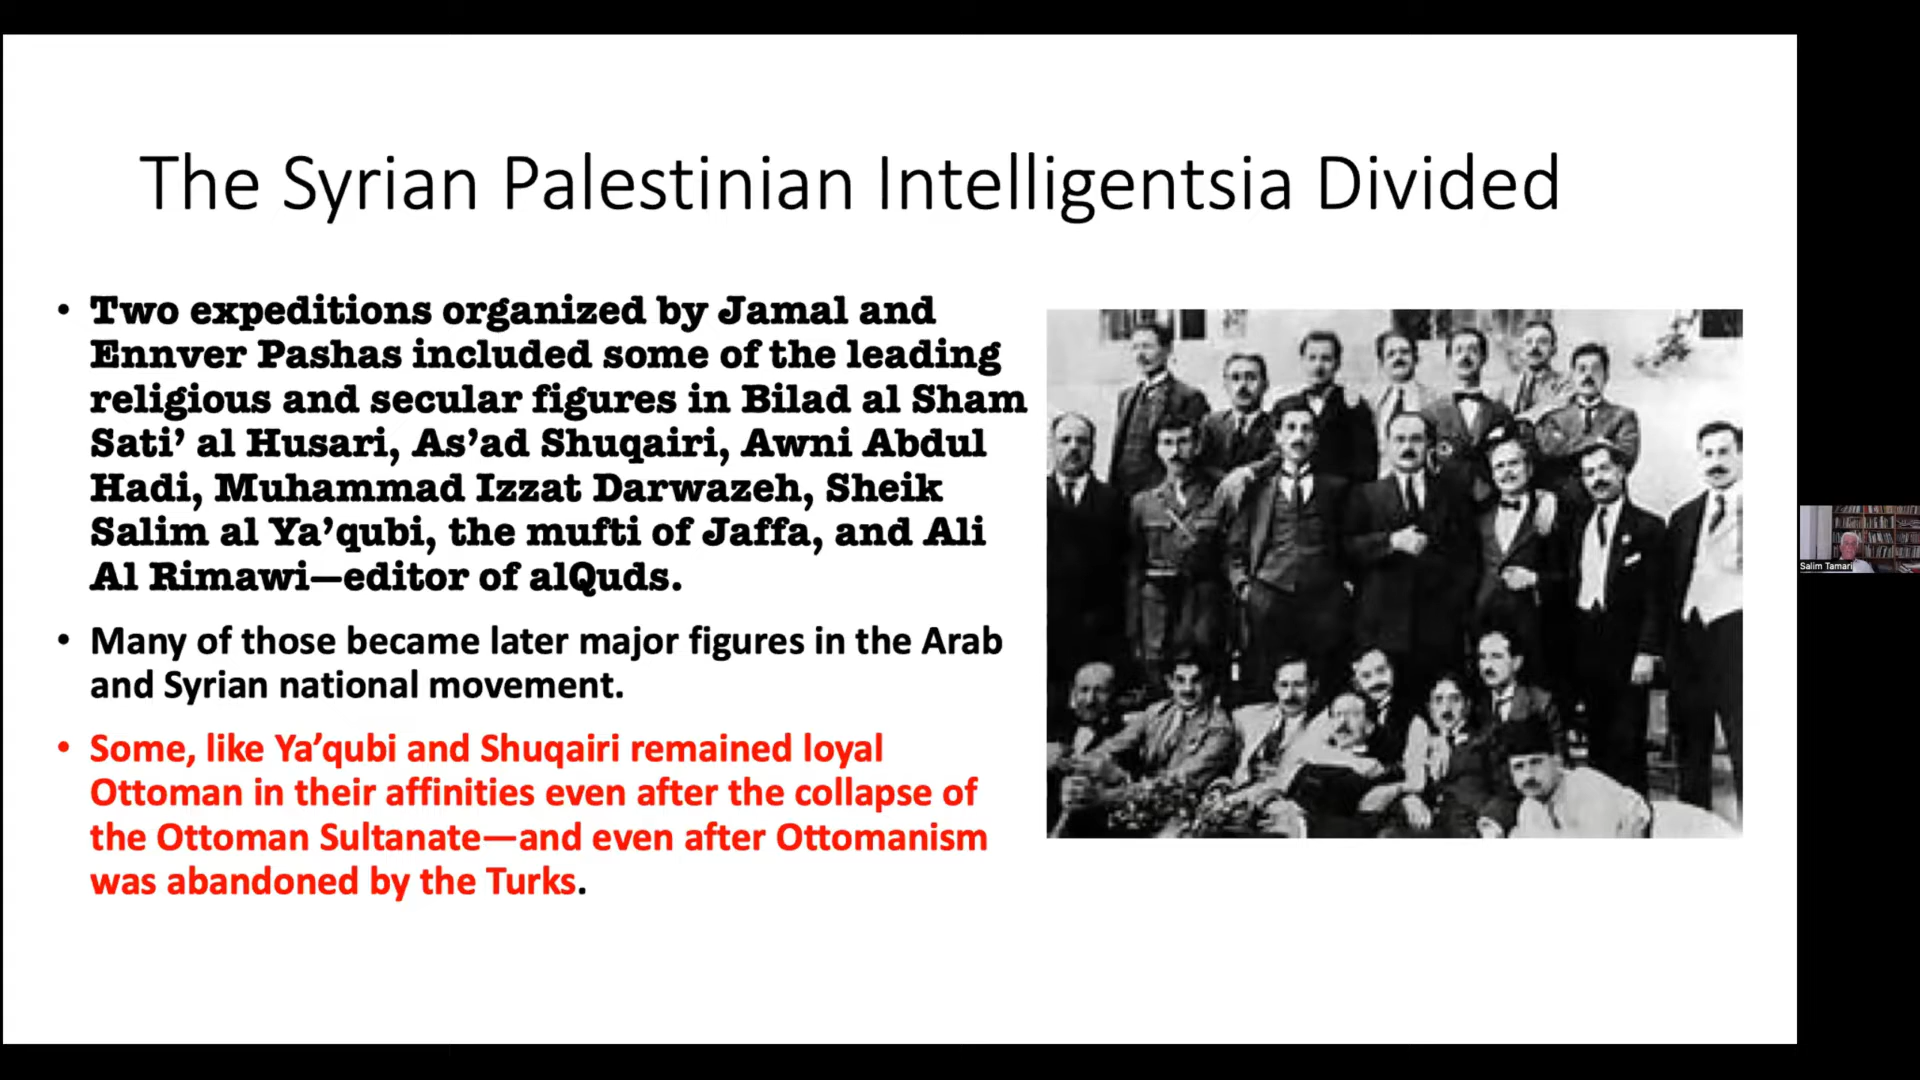 The Syrian Palestinian Intelligentsia Divided
• Two expeditions organized by Jamal and
Ennver Pashas included some of the leading
religious and secular figures in Bilad al Sham
Sati’ al Husari, As’ad Shuqairi, Awni Abdul
Hadi, Muhammad Izzat Darwazeh, Sheik
Salim al Ya’qubi, the mufti of Jaffa, and Ali
Al Rimawi—editor of alQuds.
• Many of those became later major figures in the Arab
and Syrian national movement.
• Some, like Ya’qubi and Shuqairi remained loyal
Ottoman in their affinities even after the collapse of
the Ottoman Sultanate—and even after Ottomanism
was abandoned by the Turks.
Salim Tamari